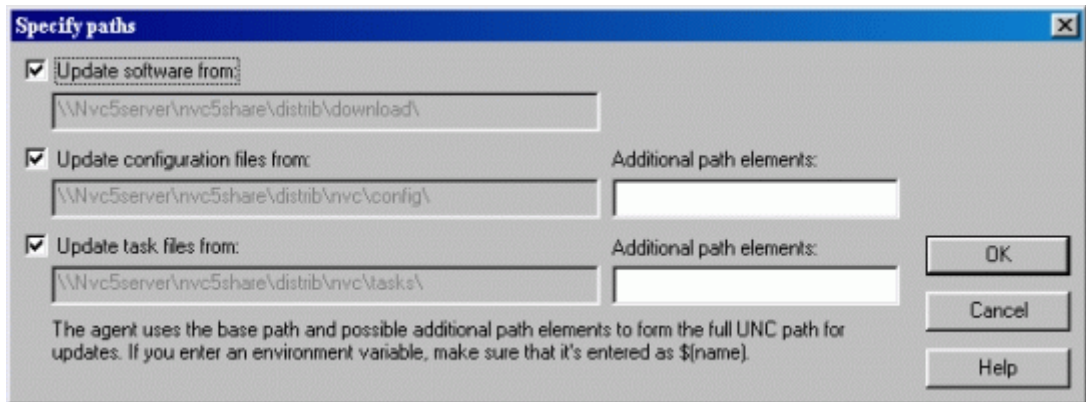 Specify paths
Update software from:
\\Nvc5server\nvc5share\distrib\download\
Update configuration files from: Additional path elements:
\\Nvc5server\nvc5share\distrib\nvc\config\
Update task files from: Additional path elements:
\\Nvc5server\nvc5share\distrib\nvc\tasks\
OK
Cancel
The agent uses the base path and possible additional path elements to form the full UNC path for
updates. If you enter an environment variable, make sure that it's entered as $(name).
Help